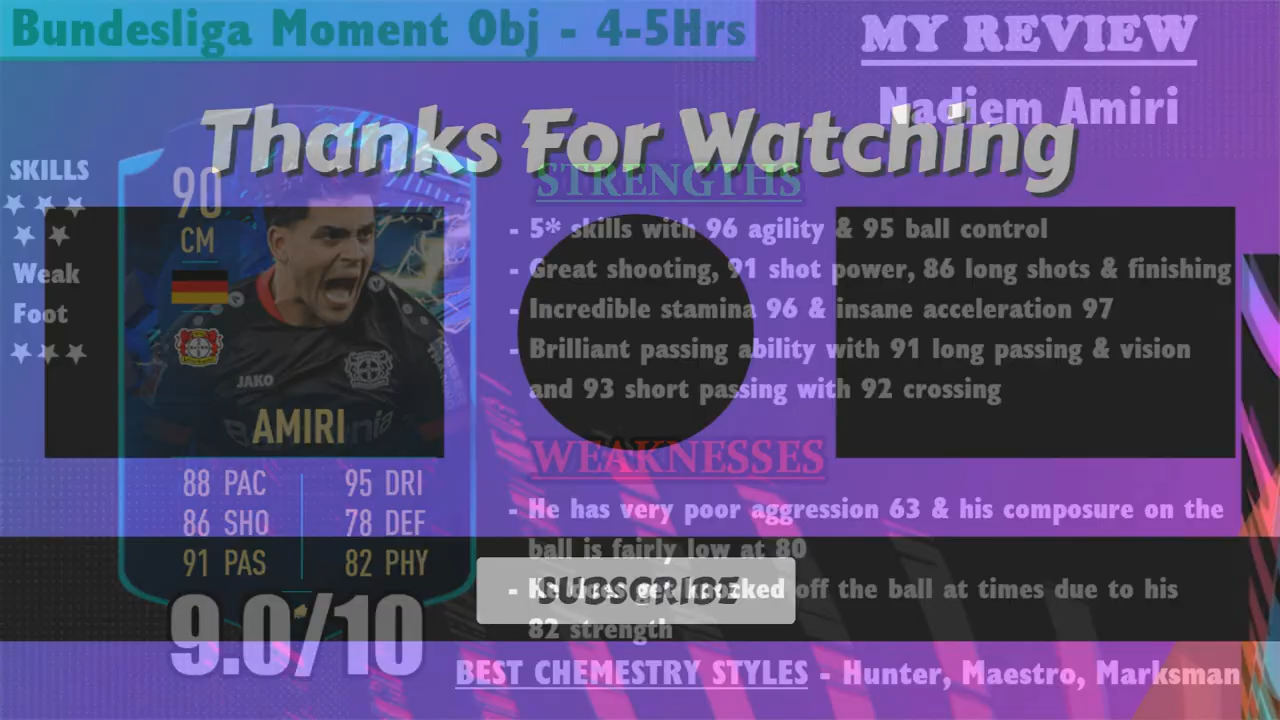 Bundesliga Moment Obj - 4-5Hrs
MY REVIEW
Nadiem Amiri
Thanks For Watching
SKILLS
90
CM
Weak
Foot
JAKO
AMIRI
88 PAC
95 DRI
86 SHO
78 DEF
91 PAS
82 PHY
9.0/10
STRENGTHS
- 5* skills with 96 agility & 95 ball control
- Great shooting, 91 shot power, 86 long shots & finishing
- Incredible stamina 96 & insane acceleration 97
- Brilliant passing ability with 91 long passing & vision
and 93 short passing with 92 crossing
WEAKNESSES
- He has very poor aggression 63 & his composure on the
ball is fairly low at 80
- knocked off the ball at times due to his
82 strength
SUBSCRIBE
BEST CHEMESTRY STYLES - Hunter, Maestro, Marksman